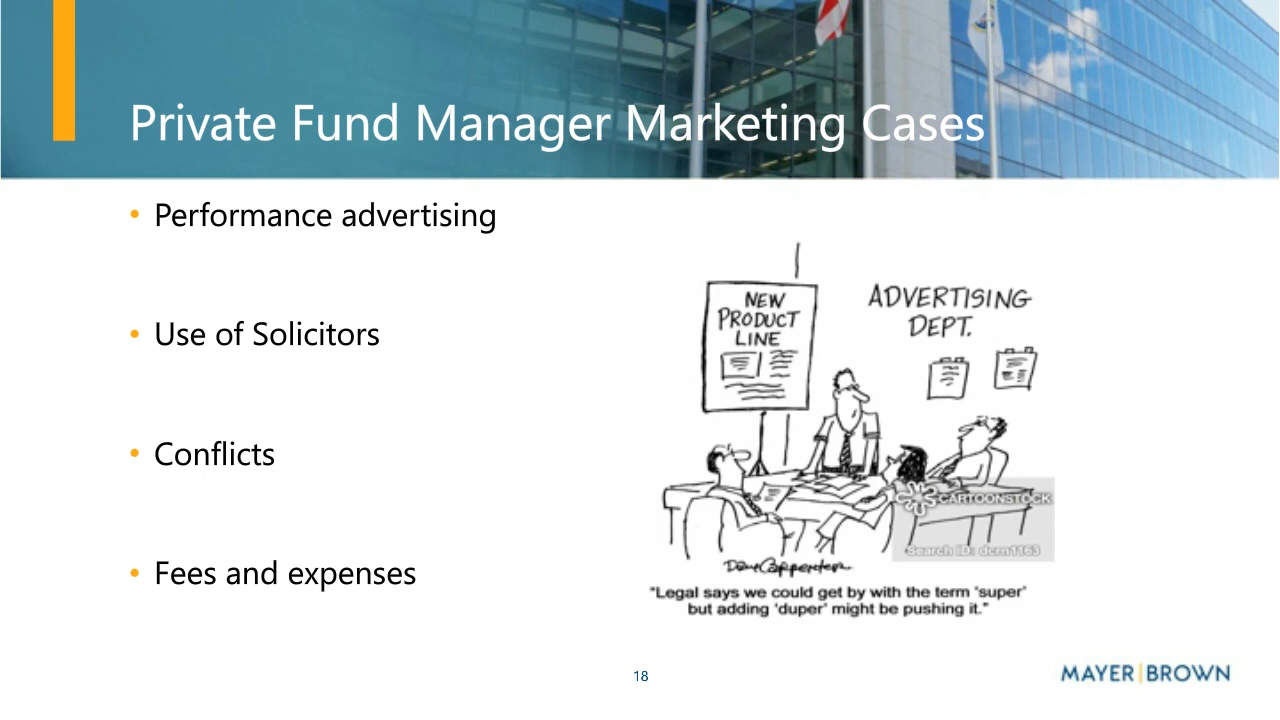 Private Fund Manager Marketing Cases
• Performance advertising
• Use of Solicitors
• Conflicts
• Fees and expenses
NEW
PRODUCT
LINE
ADVERTISING
DEPT.
CARTOONSTOCK
Search ID: dcrn1163
Dave Carpenter
"Legal says we could get by with the term 'super'
but adding 'duper' might be pushing it."
18
MAYER|BROWN